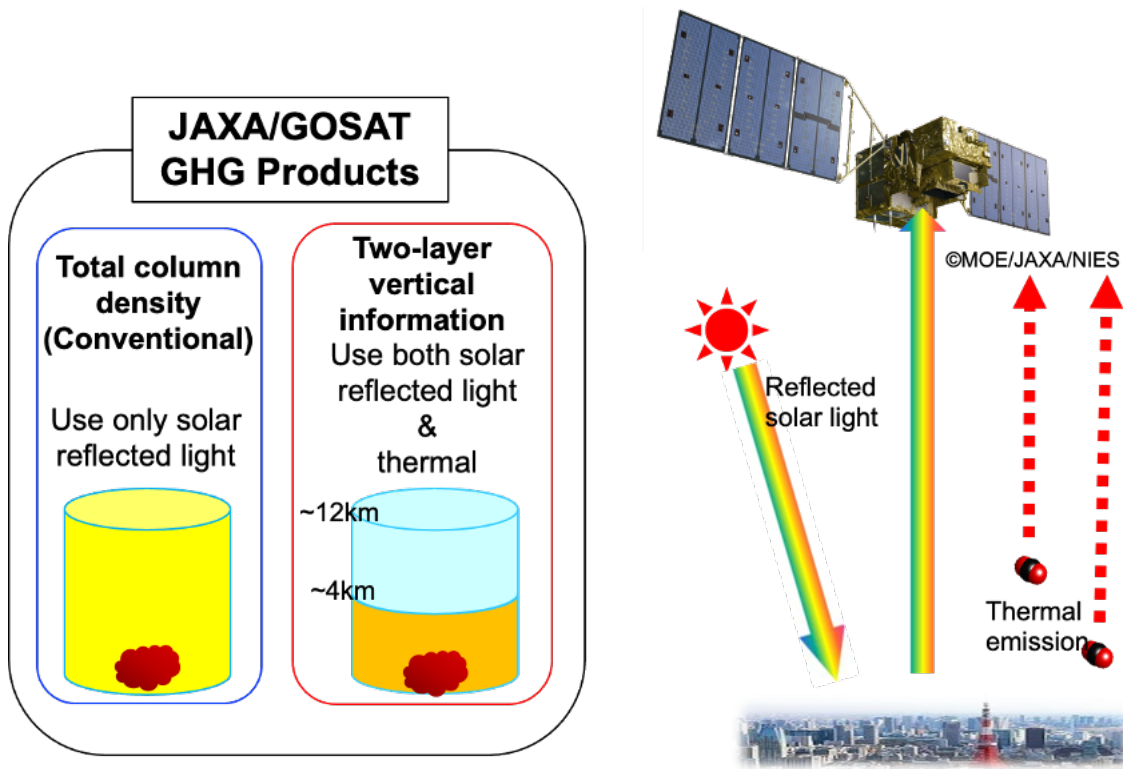 JAXA/GOSAT
GHG Products
Total column
density
(Conventional)
Use only solar
reflected light
Two-layer
vertical
information
Use both solar
reflected light
&
thermal
~12km
~4km
©MOE/JAXA/NIES
Reflected
solar light
Thermal
emission